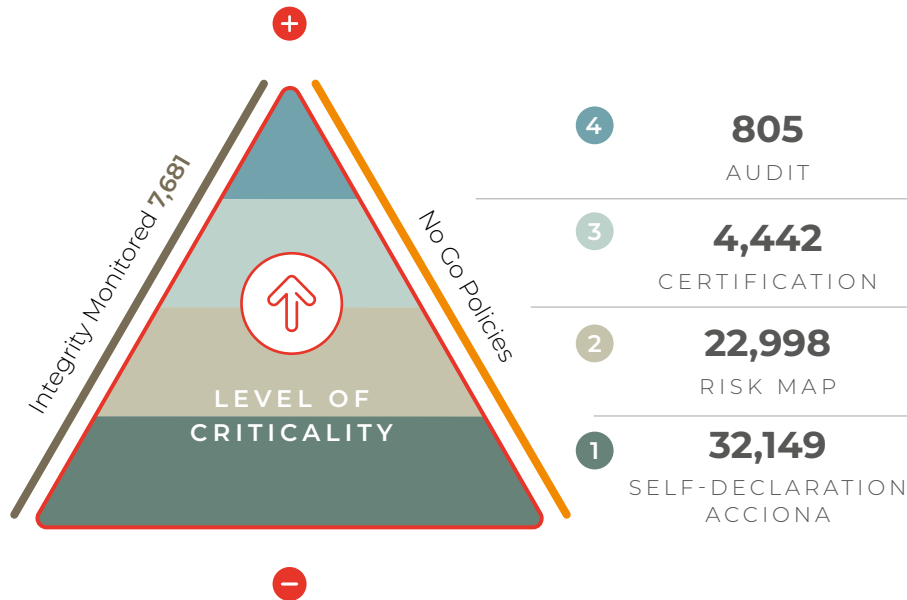 +
Integrity Monitored 7,681
No Go Policies
LEVEL OF
CRITICALITY
4
805
AUDIT
3
4,442
CERTIFICATION
2
22,998
RISK MAP
1
32,149
SELF-DECLARATION
ACCIONA
−